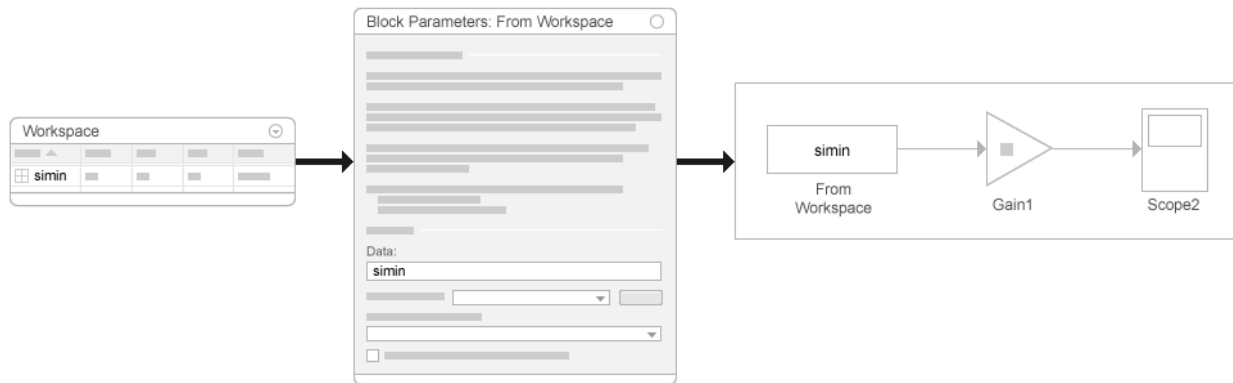 Workspace
simin
Block Parameters: From Workspace
Data:
simin
simin
From
Workspace
Gain1
Scope2